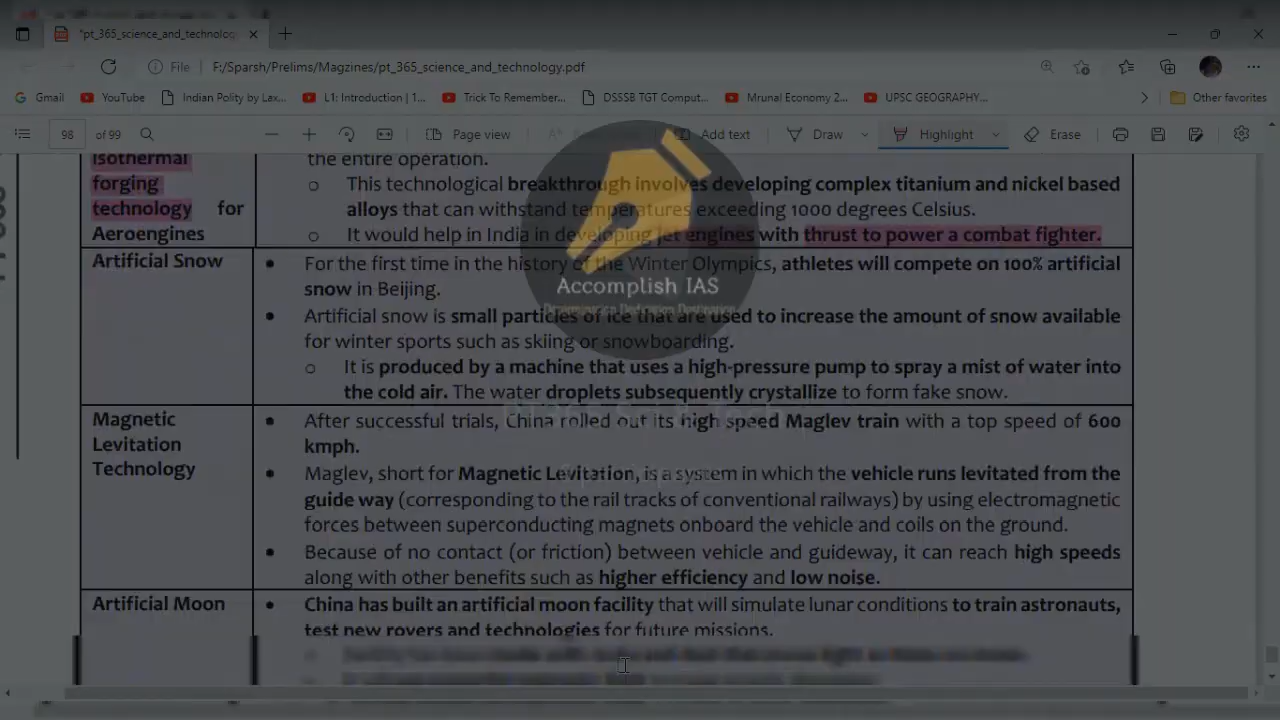 *pt_365_science_and_technolog
File
F:/Sparsh/Prelims/Magzines/pt_365_science_and_technology.pdf
Gmail
YouTube
Indian Polity by Lax...
L1: Introduction | 1...
Trick To Remember...
DSSSB TGT Comput...
Mrunal Economy 2...
UPSC GEOGRAPHY...
Other favorites
98 of 99
Page view
Add text
Draw
Highlight
Erase
Isothermal
forging
technology for
Aeroengines
the entire operation.
o This technological breakthrough involves developing complex titanium and nickel based
alloys that can withstand temperatures exceeding 1000 degrees Celsius.
o It would help in India in developing jet engines with thrust to power a combat fighter.
Artificial Snow
• For the first time in the history of the Winter Olympics, athletes will compete on 100% artificial
snow in Beijing.
• Artificial snow is small particles of ice that are used to increase the amount of snow available
for winter sports such as skiing or snowboarding.
o It is produced by a machine that uses a high-pressure pump to spray a mist of water into
the cold air. The water droplets subsequently crystallize to form fake snow.
Magnetic
Levitation
Technology
• After successful trials, China rolled out its high speed Maglev train with a top speed of 600
kmph.
• Maglev, short for Magnetic Levitation, is a system in which the vehicle runs levitated from the
guide way (corresponding to the rail tracks of conventional railways) by using electromagnetic
forces between superconducting magnets onboard the vehicle and coils on the ground.
• Because of no contact (or friction) between vehicle and guideway, it can reach high speeds
along with other benefits such as higher efficiency and low noise.
Artificial Moon
• China has built an artificial moon facility that will simulate lunar conditions to train astronauts,
test new rovers and technologies for future missions.
Accomplish IAS
Determination Dedication Destination
PT365 Sci & Tech